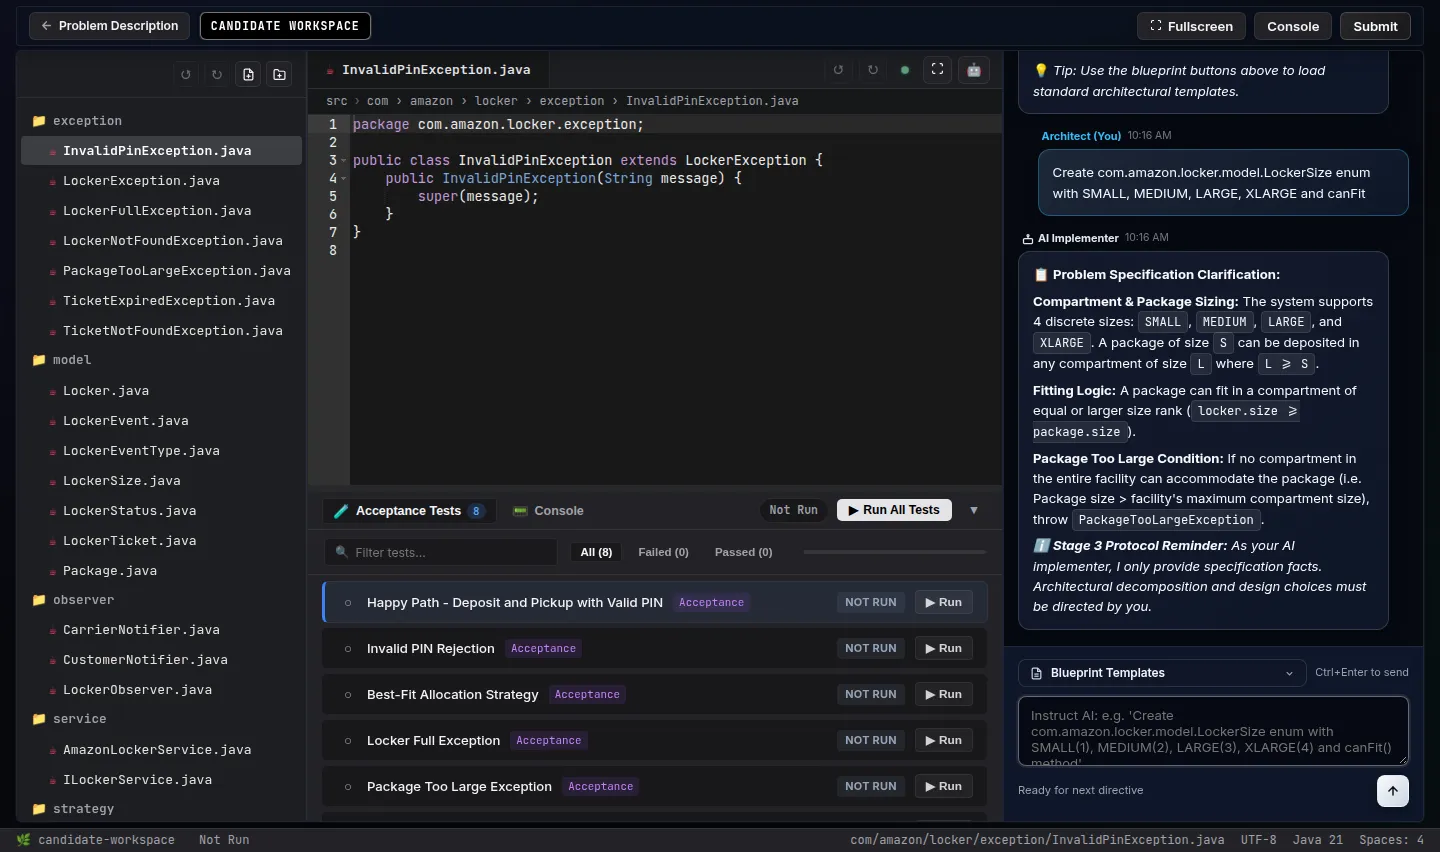 Problem Description
CANDIDATE WORKSPACE
Fullscreen
Console
Submit
exception
InvalidPinException.java
LockerException.java
LockerFullException.java
LockerNotFoundException.java
PackageTooLargeException.java
TicketExpiredException.java
TicketNotFoundException.java
model
Locker.java
LockerEvent.java
LockerEventType.java
LockerSize.java
LockerStatus.java
LockerTicket.java
Package.java
observer
CarrierNotifier.java
CustomerNotifier.java
LockerObserver.java
service
AmazonLockerService.java
ILockerService.java
strategy
InvalidPinException.java
src › com › amazon › locker › exception › InvalidPinException.java
1 package com.amazon.locker.exception;
2
3 public class InvalidPinException extends LockerException {
4     public InvalidPinException(String message) {
5         super(message);
6     }
7 }
8
Acceptance Tests 8
Console
Not Run
▶ Run All Tests
▼
Filter tests...
All (8)
Failed (0)
Passed (0)
Happy Path - Deposit and Pickup with Valid PIN Acceptance NOT RUN ▶ Run
Invalid PIN Rejection Acceptance NOT RUN ▶ Run
Best-Fit Allocation Strategy Acceptance NOT RUN ▶ Run
Locker Full Exception Acceptance NOT RUN ▶ Run
Package Too Large Exception Acceptance NOT RUN ▶ Run
Tip: Use the blueprint buttons above to load
standard architectural templates.
Architect (You) 10:16 AM
Create com.amazon.locker.model.LockerSize enum
with SMALL, MEDIUM, LARGE, XLARGE and canFit
AI Implementer 10:16 AM
Problem Specification Clarification:
Compartment & Package Sizing: The system supports
4 discrete sizes: SMALL, MEDIUM, LARGE, and
XLARGE. A package of size S can be deposited in
any compartment of size L where L ⩾ S.
Fitting Logic: A package can fit in a compartment of
equal or larger size rank (locker.size ⩾
package.size).
Package Too Large Condition: If no compartment in
the entire facility can accommodate the package (i.e.
Package size > facility's maximum compartment size),
throw PackageTooLargeException.
ℹ️ Stage 3 Protocol Reminder: As your AI
implementer, I only provide specification facts.
Architectural decomposition and design choices must
be directed by you.
Blueprint Templates
Ctrl+Enter to send
Instruct AI: e.g. 'Create
com.amazon.locker.model.LockerSize enum with
SMALL(1), MEDIUM(2), LARGE(3), XLARGE(4) and canFit()
method'
Ready for next directive
candidate-workspace
Not Run
com/amazon/locker/exception/InvalidPinException.java
UTF-8
Java 21
Spaces: 4